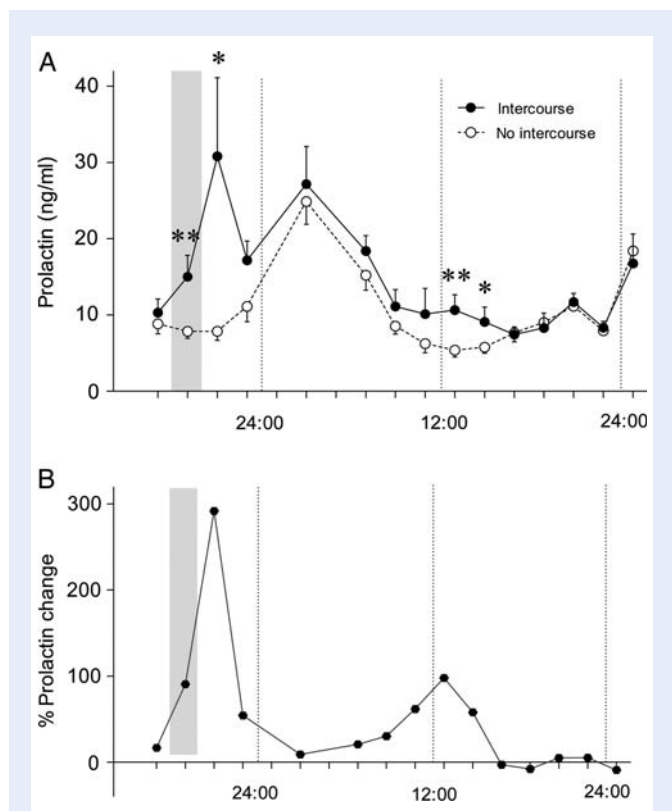 A
*
40
Intercourse
No intercourse
30
Prolactin (ng/ml)
**
20
**
*
10
0
24:00 12:00 24:00
B
300
% Prolactin change
200
100
0
24:00 12:00 24:00